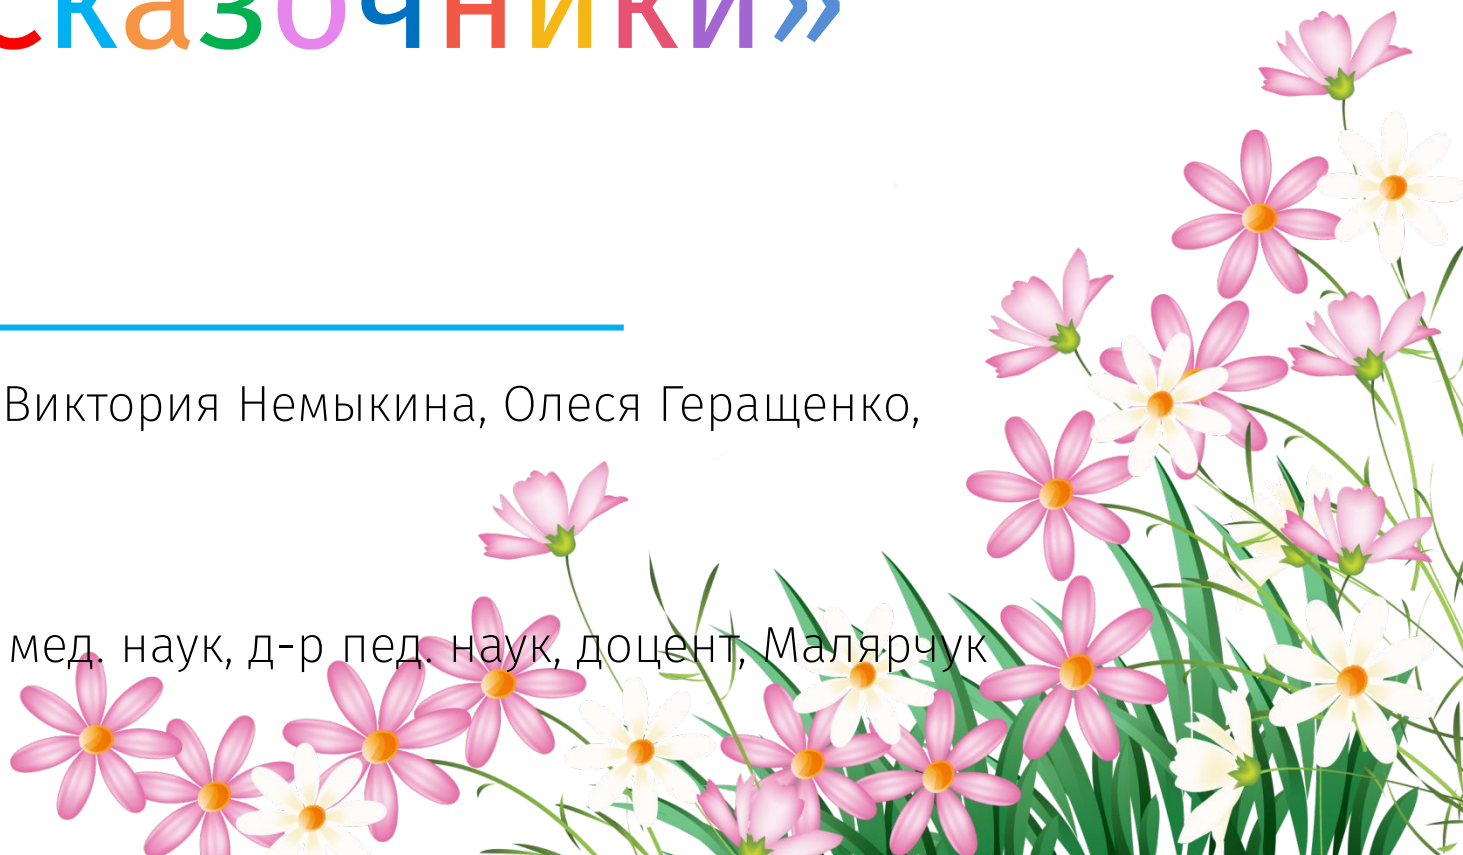 сказочники»
Виктория Немыкина, Олеся Геращенко,
мед. наук, д-р пед. наук, доцент, Малярчук